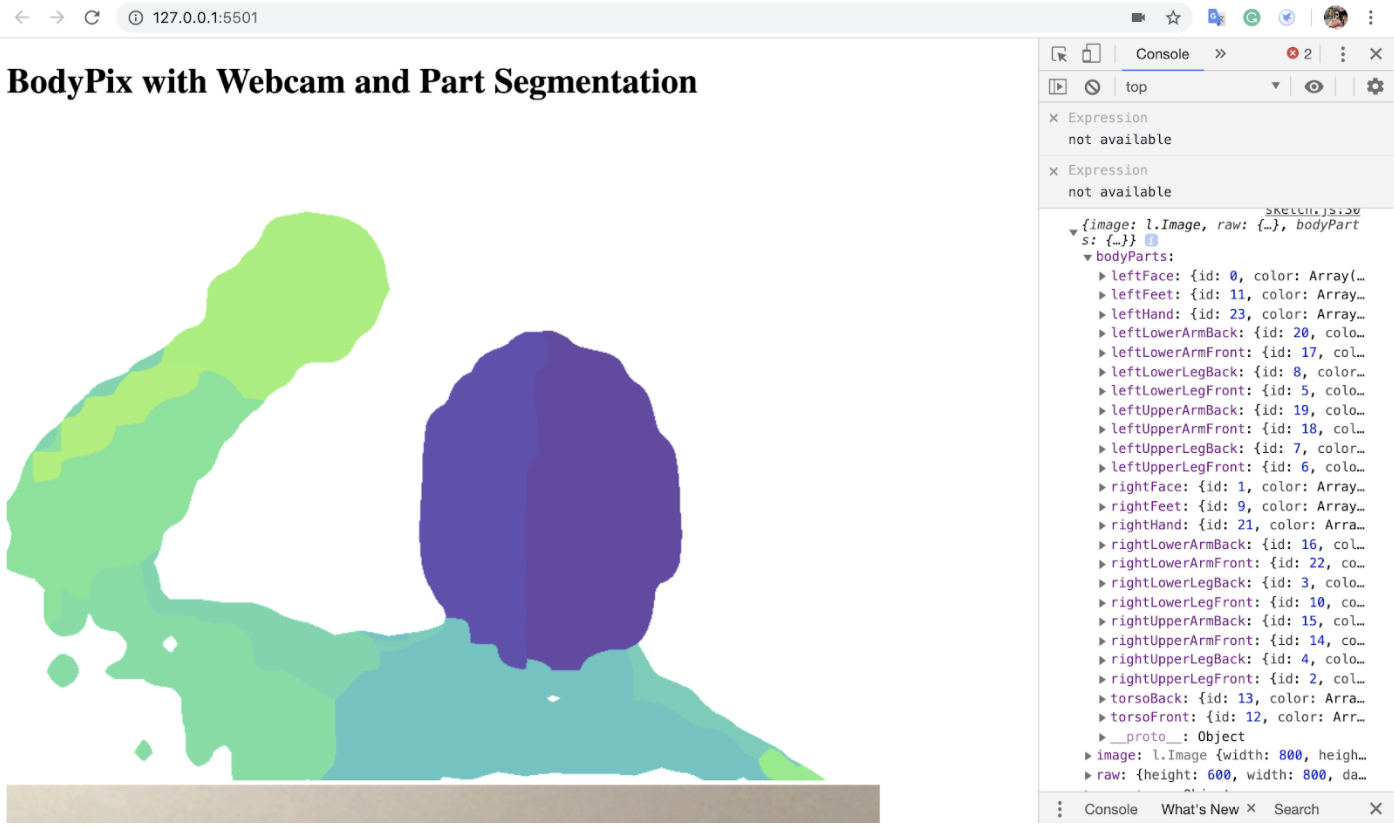 127.0.0.1:5501
BodyPix with Webcam and Part Segmentation
Console
2
top
Expression
not available
Expression
not available
sketch.js:30
{image: l.Image, raw: {…}, bodyPart
s: {…}}
bodyParts:
leftFace: {id: 0, color: Array(…
leftFeet: {id: 11, color: Array…
leftHand: {id: 23, color: Array…
leftLowerArmBack: {id: 20, colo…
leftLowerArmFront: {id: 17, col…
leftLowerLegBack: {id: 8, color…
leftLowerLegFront: {id: 5, colo…
leftUpperArmBack: {id: 19, colo…
leftUpperArmFront: {id: 18, col…
leftUpperLegBack: {id: 7, color…
leftUpperLegFront: {id: 6, colo…
rightFace: {id: 1, color: Array…
rightFeet: {id: 9, color: Array…
rightHand: {id: 21, color: Arra…
rightLowerArmBack: {id: 16, col…
rightLowerArmFront: {id: 22, co…
rightLowerLegBack: {id: 3, colo…
rightLowerLegFront: {id: 10, co…
rightUpperArmBack: {id: 15, col…
rightUpperArmFront: {id: 14, co…
rightUpperLegBack: {id: 4, colo…
rightUpperLegFront: {id: 2, col…
torsoBack: {id: 13, color: Arra…
torsoFront: {id: 12, color: Arr…
__proto__: Object
image: l.Image {width: 800, heigh…
raw: {height: 600, width: 800, da…
Console What's New Search